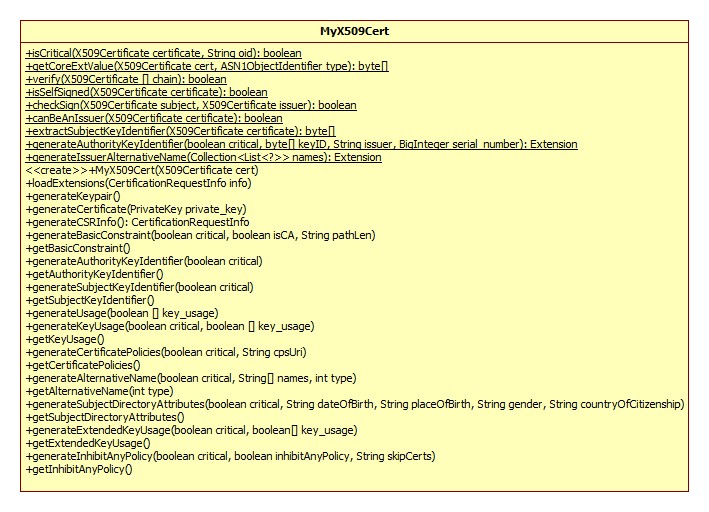 MyX509Cert
+isCritical(X509Certificate certificate, String oid): boolean
+getCoreExtValue(X509Certificate cert, ASN1ObjectIdentifier type): byte[]
+verify(X509Certificate [] chain): boolean
+isSelfSigned(X509Certificate certificate): boolean
+checkSign(X509Certificate subject, X509Certificate issuer): boolean
+canBeAnIssuer(X509Certificate certificate): boolean
+extractSubjectKeyIdentifier(X509Certificate certificate): byte[]
+generateAuthorityKeyIdentifier(boolean critical, byte[] keyID, String issuer, BigInteger serial_number): Extension
+generateIssuerAlternativeName(Collection<List<?>> names): Extension
<<create>>+MyX509Cert(X509Certificate cert)
+loadExtensions(CertificationRequestInfo info)
+generateKeypair()
+generateCertificate(PrivateKey private_key)
+generateCSRInfo(): CertificationRequestInfo
+generateBasicConstraint(boolean critical, boolean isCA, String pathLen)
+getBasicConstraint()
+generateAuthorityKeyIdentifier(boolean critical)
+getAuthorityKeyIdentifier()
+generateSubjectKeyIdentifier(boolean critical)
+getSubjectKeyIdentifier()
+generateUsage(boolean [] key_usage)
+generateKeyUsage(boolean critical, boolean [] key_usage)
+getKeyUsage()
+generateCertificatePolicies(boolean critical, String cpsUri)
+getCertificatePolicies()
+generateAlternativeName(boolean critical, String[] names, int type)
+getAlternativeName(int type)
+generateSubjectDirectoryAttributes(boolean critical, String dateOfBirth, String placeOfBirth, String gender, String countryOfCitizenship)
+getSubjectDirectoryAttributes()
+generateExtendedKeyUsage(boolean critical, boolean[] key_usage)
+getExtendedKeyUsage()
+generateInhibitAnyPolicy(boolean critical, boolean inhibitAnyPolicy, String skipCerts)
+getInhibitAnyPolicy()